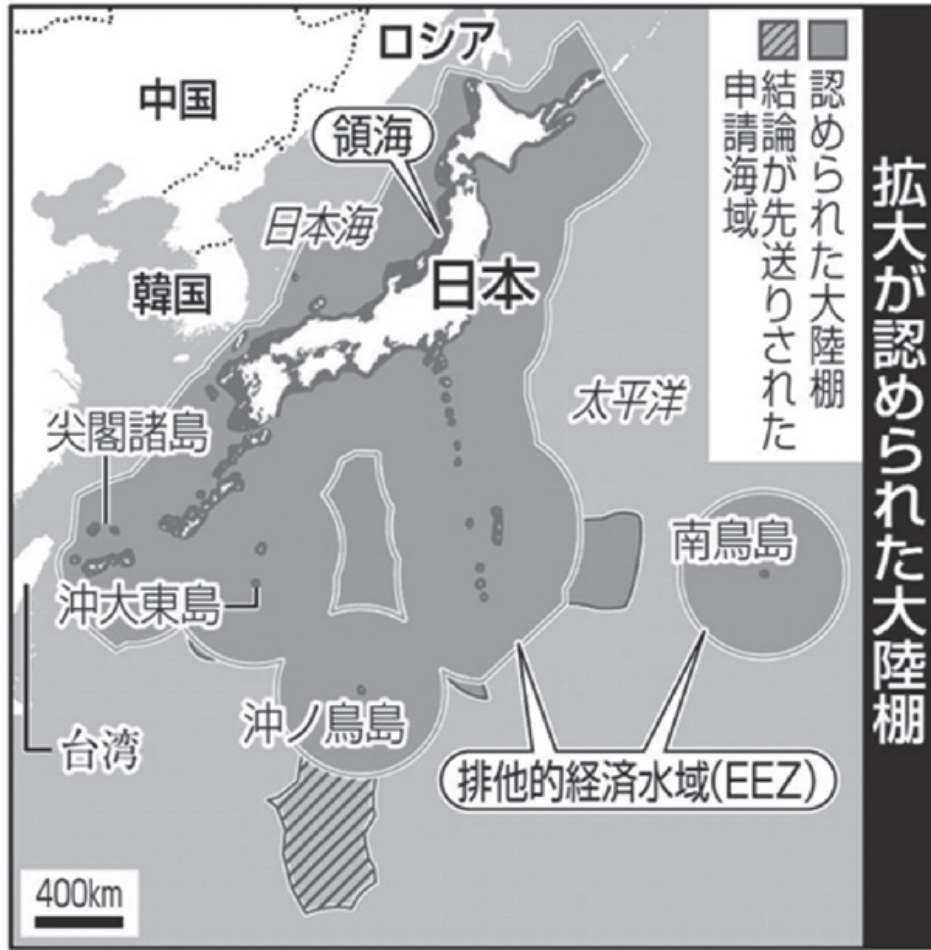 拡大が認められた大陸棚
認められた大陸棚
結論が先送りされた
申請海域
ロシア
中国
領海
日本海
韓国
日本
太平洋
尖閣諸島
南鳥島
沖大東島
台湾
沖ノ鳥島
排他的経済水域(EEZ)
400km